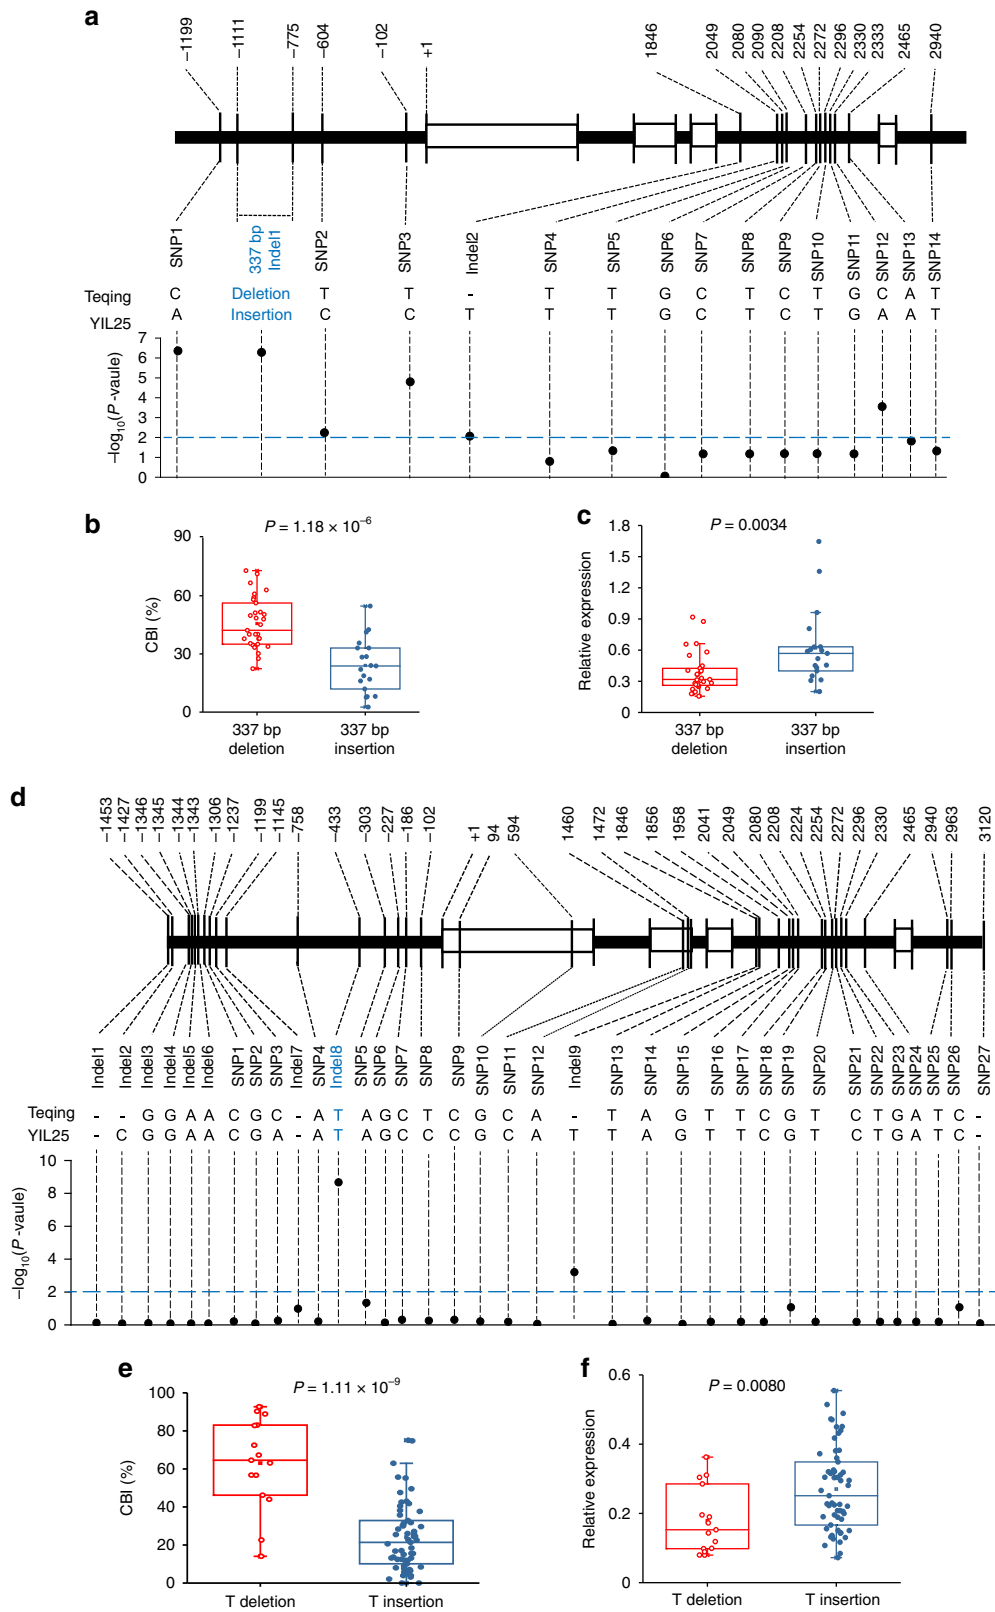 a
−1199 −1111 −775 −604 −102 +1 1846 2049 2080 2090 2208 2254 2272 2296 2330 2333 2465 2940
SNP1 337 bp Indel1 SNP2 SNP3 Indel2 SNP4 SNP5 SNP6 SNP7 SNP8 SNP9 SNP10 SNP11 SNP12 SNP13 SNP14
Teqing C Deletion T T - T T G C T C T G C A T
YIL25 A Insertion C C T T T G C T C T G A A T
−log10(P-vaule)
7
6
5
4
3
2
1
0
b
P = 1.18 × 10−6
CBI (%)
90
60
30
0
337 bp deletion
337 bp insertion
c
P = 0.0034
Relative expression
1.8
1.5
1.2
0.9
0.6
0.3
0
337 bp deletion
337 bp insertion
d
−1453 −1427 −1346 −1345 −1344 −1343 −1306 −1237 −1199 −1145 −758 −433 −303 −227 −186 −102 +1 94 594 1460 1472 1846 1856 1958 2041 2049 2080 2208 2224 2254 2272 2296 2330 2465 2940 2963 3120
Indel1 Indel2 Indel3 Indel4 Indel5 Indel6 SNP1 SNP2 SNP3 Indel7 SNP4 Indel8 SNP5 SNP6 SNP7 SNP8 SNP9 SNP10 SNP11 SNP12 Indel9 SNP13 SNP14 SNP15 SNP16 SNP17 SNP18 SNP19 SNP20 SNP21 SNP22 SNP23 SNP24 SNP25 SNP26 SNP27
Teqing - - G G A A C G C - A T A G C T C G C A - T A G T T C G T C T G A T C -
YIL25 - C G G A A C G A - A T A G C C C G C A T T A G T T C G T C T G A T C -
−log10(P-vaule)
10
8
6
4
2
0
e
P = 1.11 × 10−9
CBI (%)
100
80
60
40
20
0
T deletion
T insertion
f
P = 0.0080
Relative expression
0.6
0.4
0.2
0
T deletion
T insertion